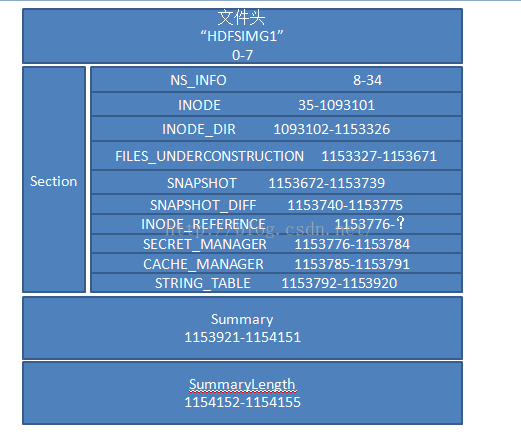 文件头
“HDFSIMG1”
0-7
Section
NS_INFO 8-34
INODE 35-1093101
INODE_DIR 1093102-1153326
FILES_UNDERCONSTRUCTION 1153327-1153671
SNAPSHOT 1153672-1153739
SNAPSHOT_DIFF 1153740-1153775
INODE_REFERENCE 1153776-？
http://blog.csdn.net/
SECRET_MANAGER 1153776-1153784
CACHE_MANAGER 1153785-1153791
STRING_TABLE 1153792-1153920
Summary
1153921-1154151
SummaryLength
1154152-1154155